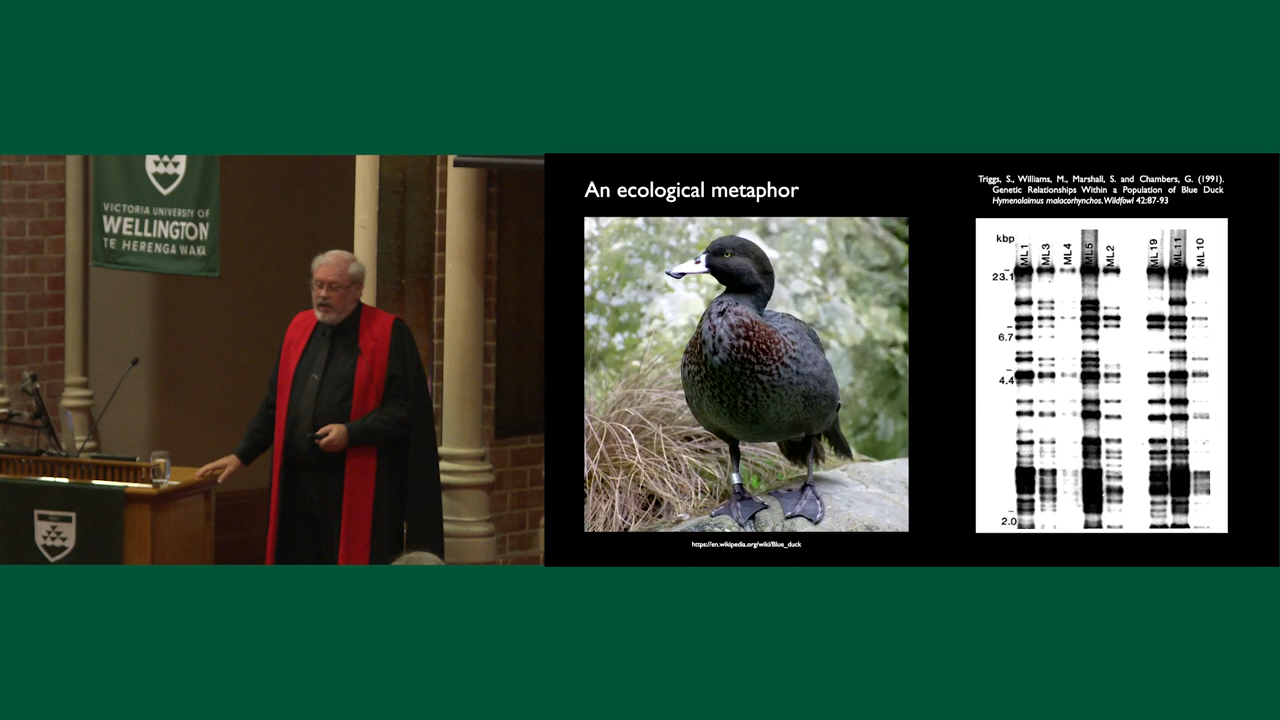 VICTORIA UNIVERSITY OF
WELLINGTON
TE HERENGA WAKA
An ecological metaphor
https://en.wikipedia.org/wiki/Blue_duck
Triggs, S., Williams, M., Marshall, S. and Chambers, G. (1991).
Genetic Relationships Within a Population of Blue Duck
Hymenolaimus malacorhynchos. Wildfowl 42:87-93
kbp
ML1 ML3 ML4 ML5 ML2 ML19 ML11 ML10
23.1
6.7
4.4
2.0